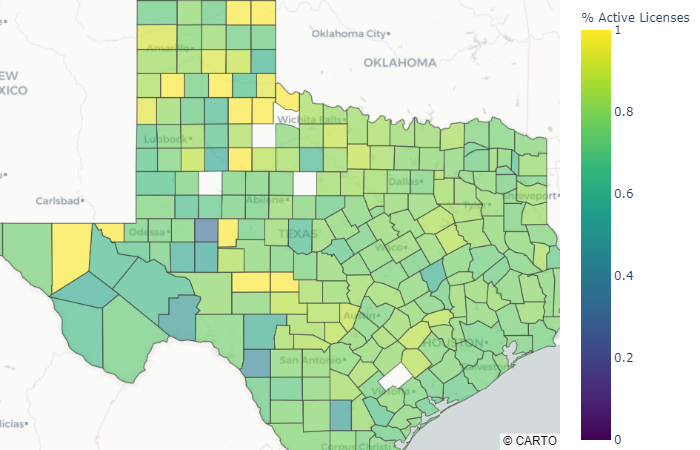 % Active Licenses
1
0.8
0.6
0.4
0.2
0
Oklahoma City
OKLAHOMA
EW
XICO
Amarillo
Wichita Falls
Lubbock
Carlsbad
Abilene
Dallas
hreveport
Tyler
Odessa
TEXAS
Waco
Austin
HOUSTON
San Antonio
Galveston
Victoria
licias
Corpus Christi
© CARTO